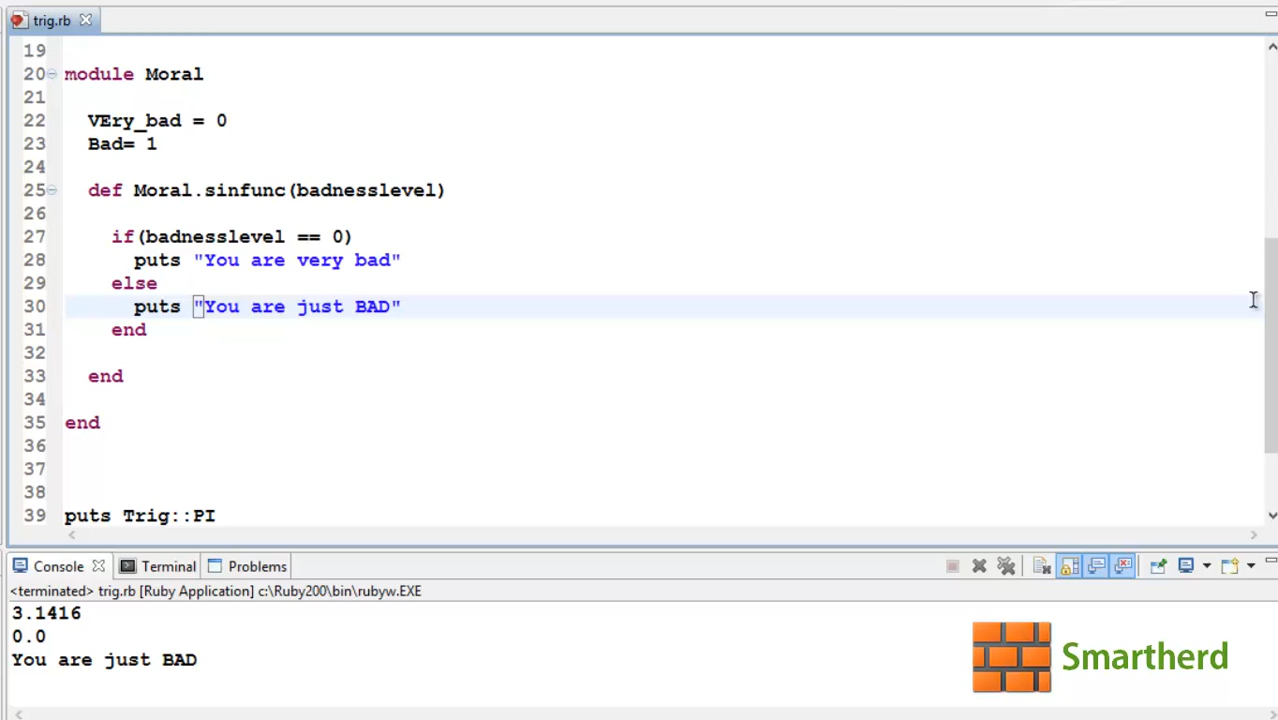 trig.rb
19
20 module Moral
21
22 VEry_bad = 0
23 Bad= 1
24
25 def Moral.sinfunc(badnesslevel)
26
27 if(badnesslevel == 0)
28 puts "You are very bad"
29 else
30 puts "You are just BAD"
31 end
32
33 end
34
35 end
36
37
38
39 puts Trig::PI
Console Terminal Problems
<terminated> trig.rb [Ruby Application] c:\Ruby200\bin\rubyw.EXE
3.1416
0.0
You are just BAD
Smartherd